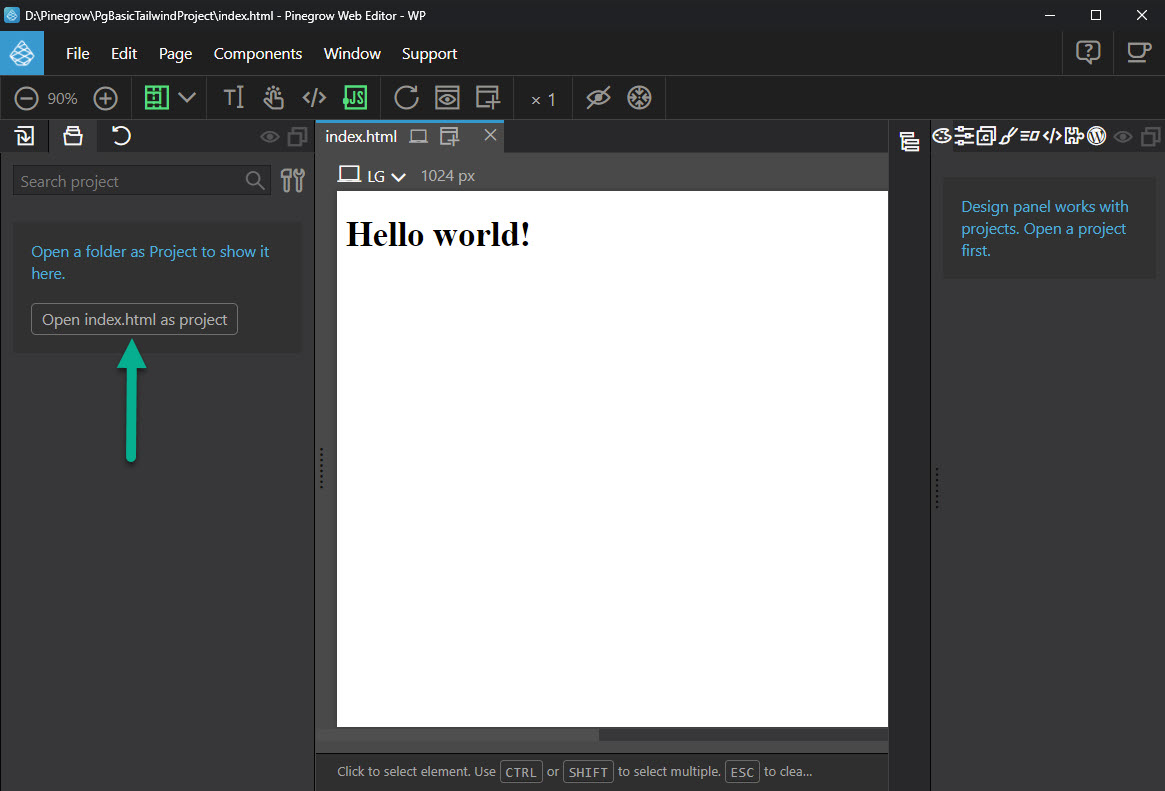 D:\Pinegrow\PgBasicTailwindProject\index.html - Pinegrow Web Editor - WP
File Edit Page Components Window Support
90% JS × 1
index.html
Search project
LG 1024 px
Open a folder as Project to show it
here.
Open index.html as project
Hello world!
Design panel works with
projects. Open a project
first.
Click to select element. Use CTRL or SHIFT to select multiple. ESC to clea...